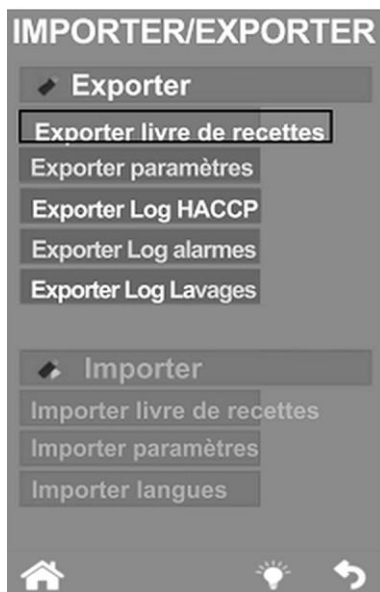 IMPORTER/EXPORTER
Exporter
Exporter livre de recettes
Exporter paramètres
Exporter Log HACCP
Exporter Log alarmes
Exporter Log Lavages
Importer
Importer livre de recettes
Importer paramètres
Importer langues